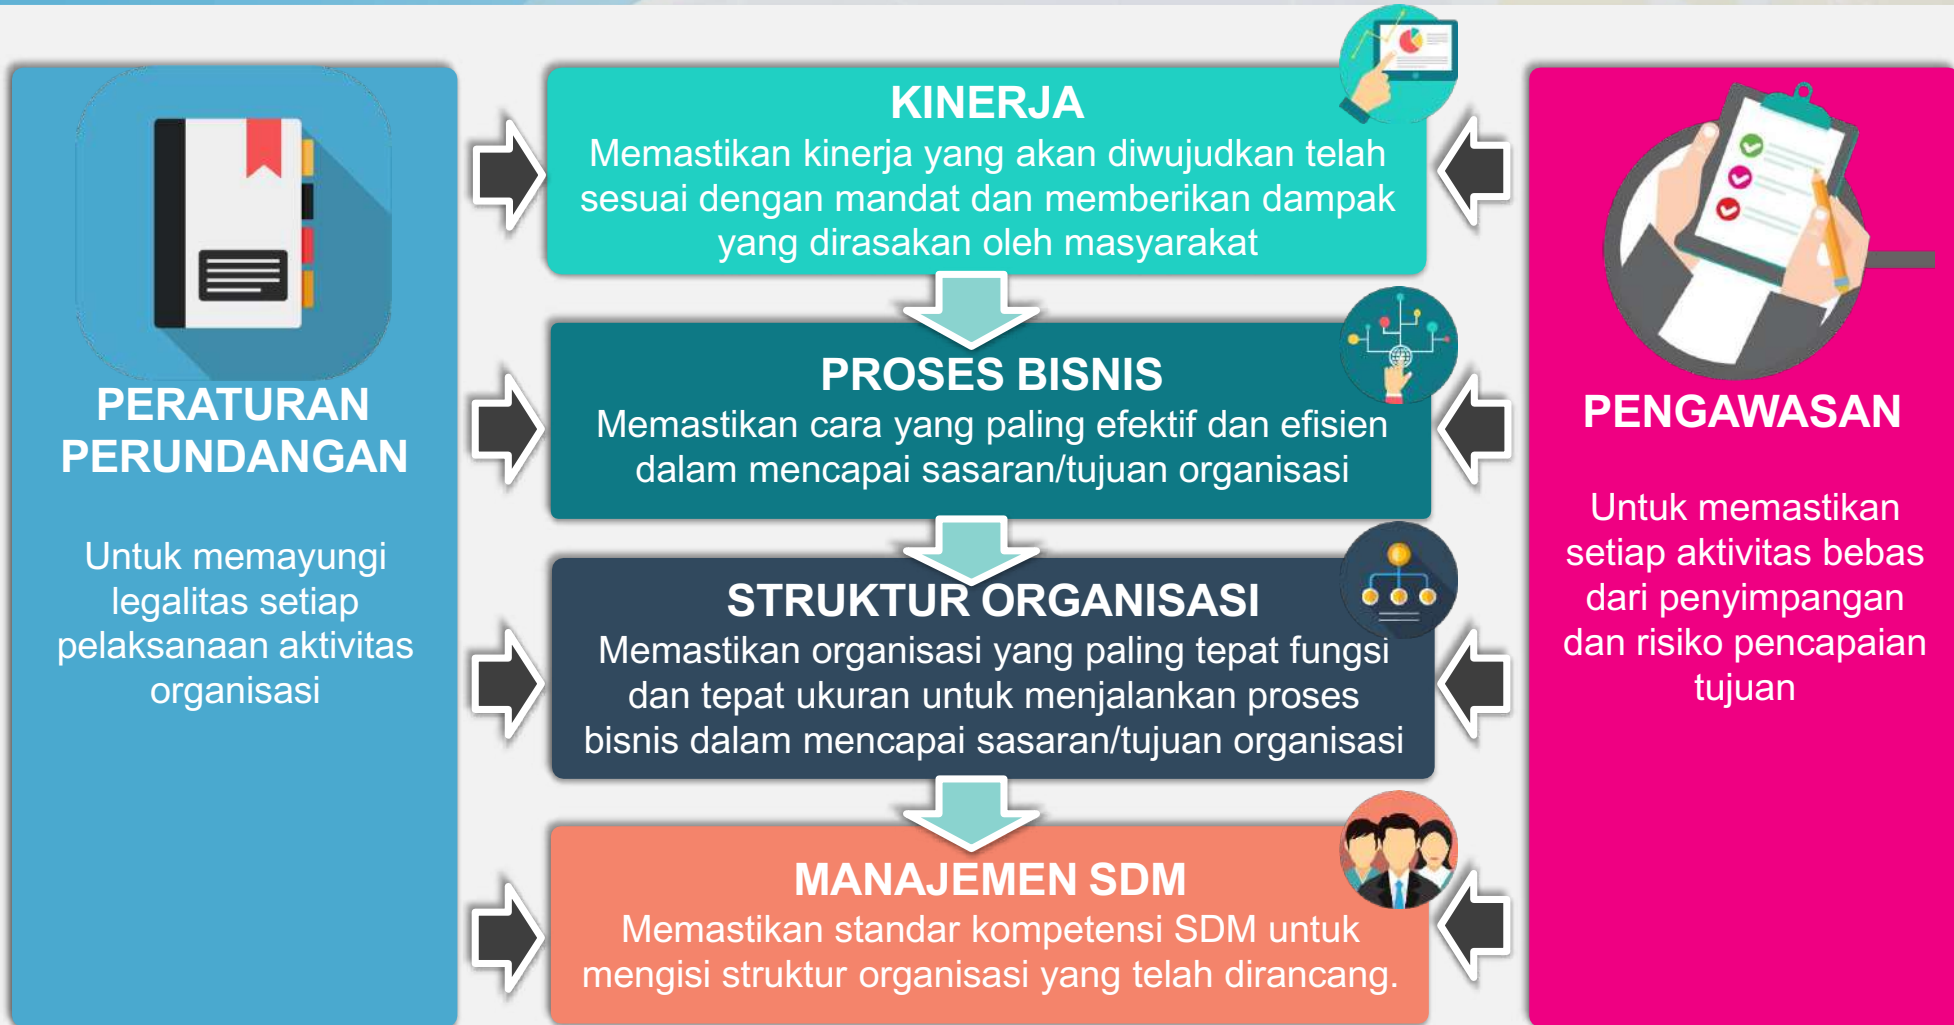 PERATURAN
PERUNDANGAN
Untuk memayungi
legalitas setiap
pelaksanaan aktivitas
organisasi
KINERJA
Memastikan kinerja yang akan diwujudkan telah
sesuai dengan mandat dan memberikan dampak
yang dirasakan oleh masyarakat
PROSES BISNIS
Memastikan cara yang paling efektif dan efisien
dalam mencapai sasaran/tujuan organisasi
STRUKTUR ORGANISASI
Memastikan organisasi yang paling tepat fungsi
dan tepat ukuran untuk menjalankan proses
bisnis dalam mencapai sasaran/tujuan organisasi
MANAJEMEN SDM
Memastikan standar kompetensi SDM untuk
mengisi struktur organisasi yang telah dirancang.
PENGAWASAN
Untuk memastikan
setiap aktivitas bebas
dari penyimpangan
dan risiko pencapaian
tujuan